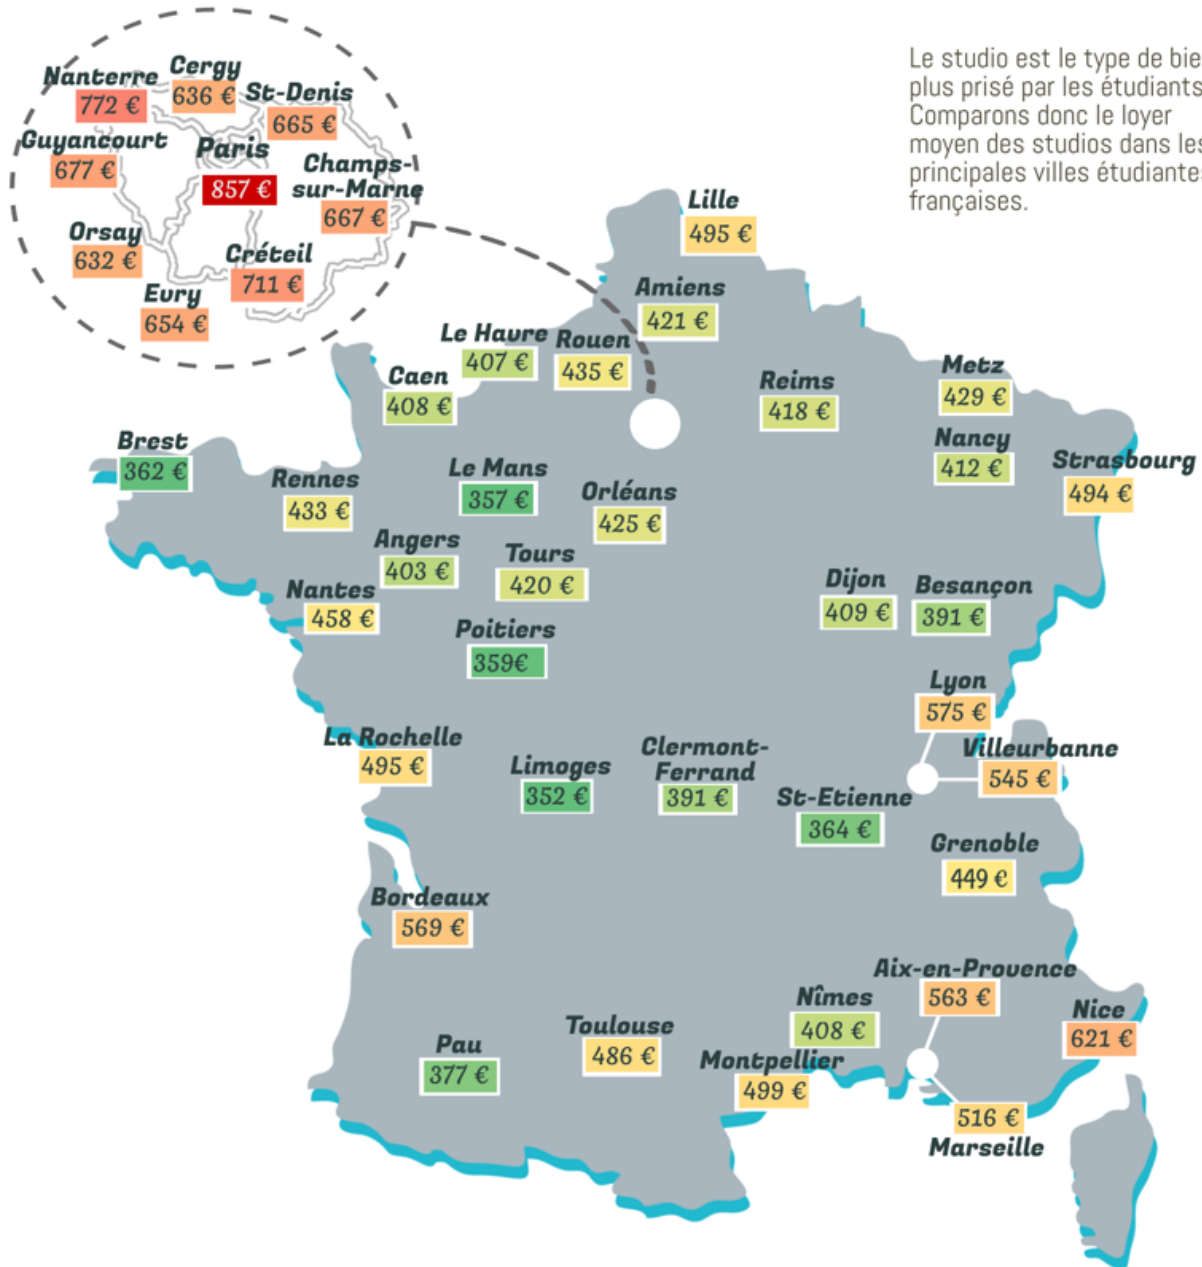 Le studio est le type de bie
plus prisé par les étudiants
Comparons donc le loyer
moyen des studios dans les
principales villes étudiantes
françaises.
Cergy
636 €
Nanterre
772 €
St-Denis
665 €
Guyancourt
677 €
Paris
857 €
Champs-
sur-Marne
667 €
Orsay
632 €
Créteil
711 €
Evry
654 €
Lille
495 €
Amiens
421 €
Le Havre
407 €
Rouen
435 €
Caen
408 €
Reims
418 €
Metz
429 €
Nancy
412 €
Strasbourg
494 €
Brest
362 €
Rennes
433 €
Le Mans
357 €
Orléans
425 €
Angers
403 €
Tours
420 €
Nantes
458 €
Dijon
409 €
Besançon
391 €
Poitiers
359€
Lyon
575 €
Villeurbanne
545 €
La Rochelle
495 €
Limoges
352 €
Clermont-
Ferrand
391 €
St-Etienne
364 €
Grenoble
449 €
Bordeaux
569 €
Aix-en-Provence
563 €
Nîmes
408 €
Nice
621 €
Toulouse
486 €
Pau
377 €
Montpellier
499 €
516 €
Marseille